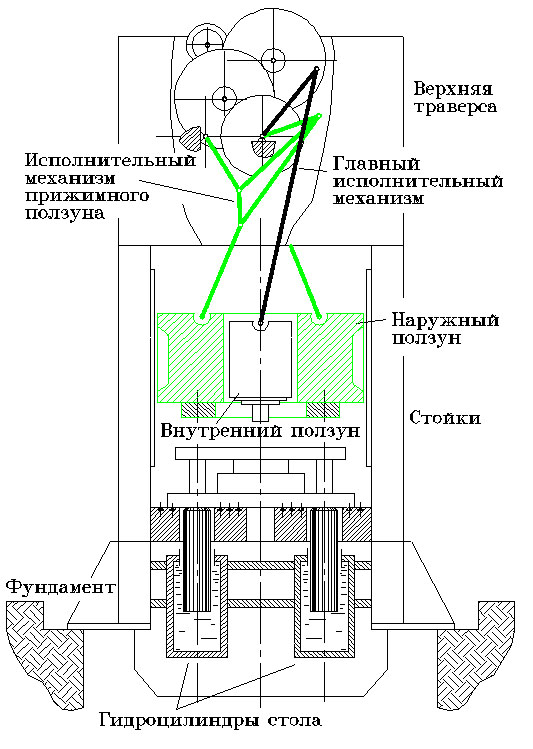 Верхняя
траверса
Исполнительный
механизм
прижимного
ползуна
Главный
исполнительный
механизм
Наружный
ползун
Стойки
Внутренний ползун
Фундамент
Гидроцилиндры стола